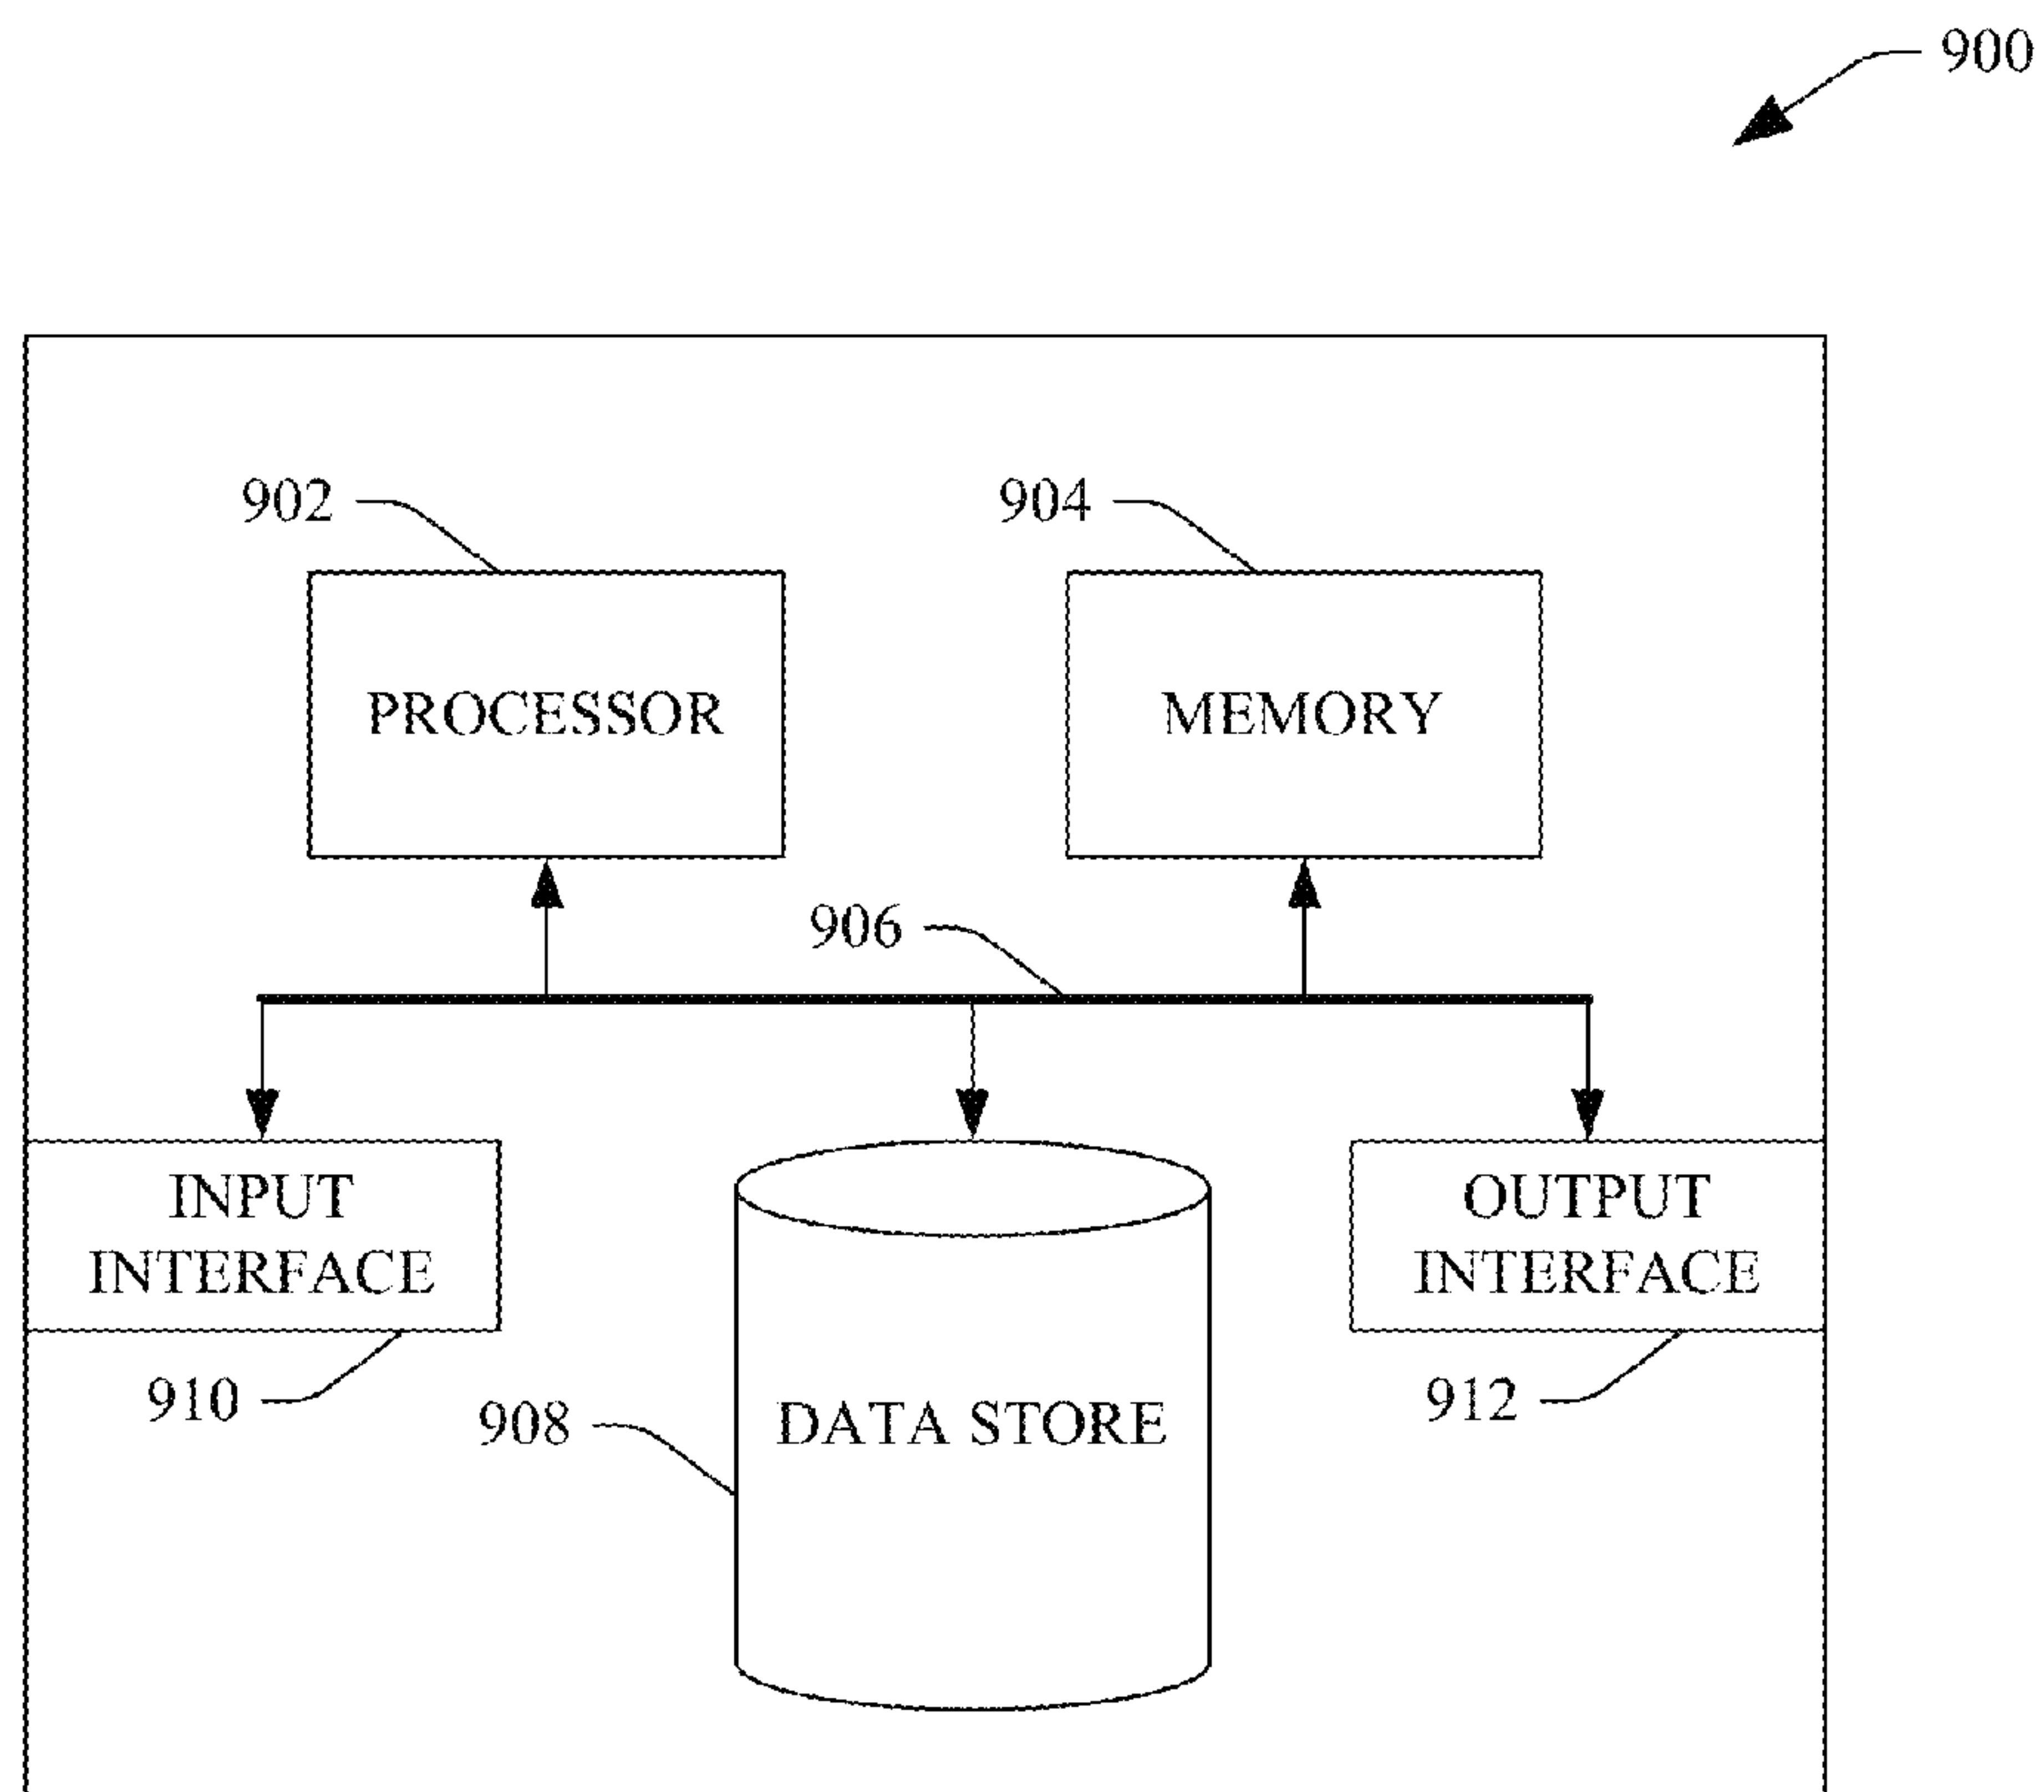 900
902
904
PROCESSOR
MEMORY
906
INPUT
INTERFACE
OUTPUT
INTERFACE
910
908
DATA STORE
912